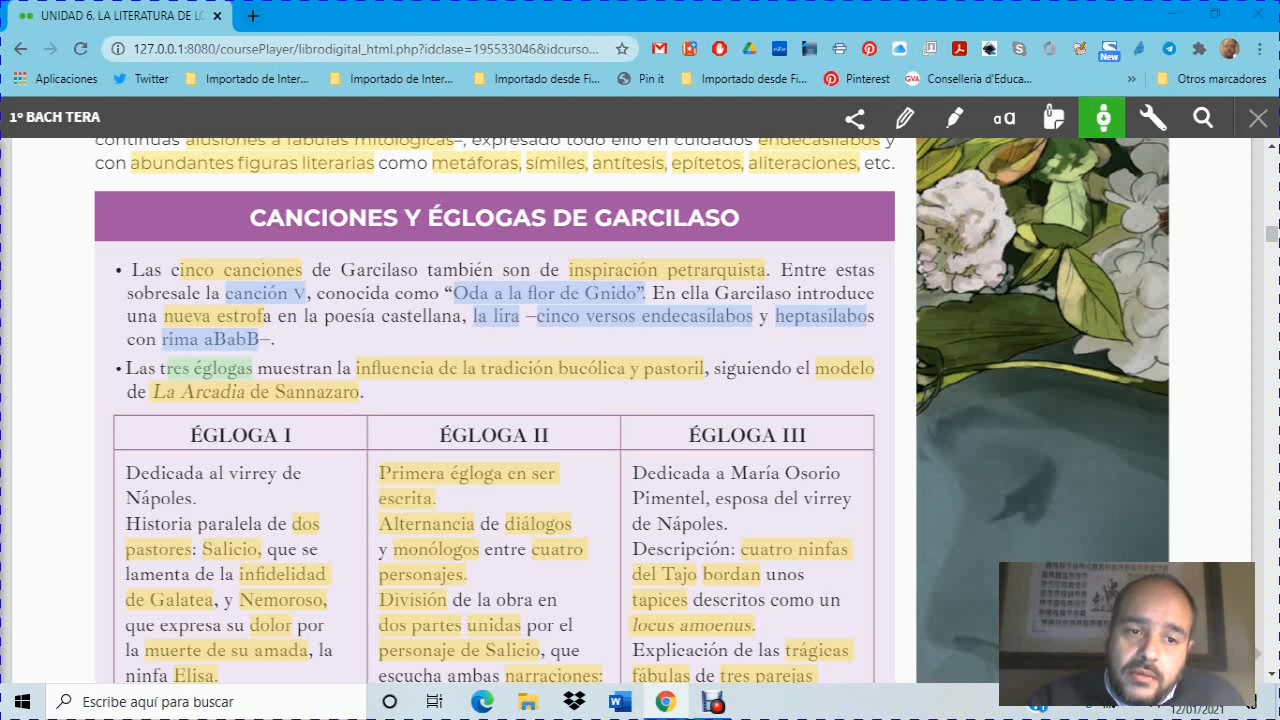 UNIDAD 6. LA LITERATURA DE LO
127.0.0.1:8080/coursePlayer/librodigital_html.php?idclase=195533046&idcurso...
New
Aplicaciones Twitter Importado de Inter... Importado de Inter... Importado desde Fi... Pin it Importado desde Fi... Pinterest GVA Conselleria d'Educa... » Otros marcadores
1º BACH TERA
aa
continuas alusiones a fábulas mitológicas–, expresado todo ello en cuidados endecasílabos y
con abundantes figuras literarias como metáforas, símiles, antítesis, epítetos, aliteraciones, etc.
CANCIONES Y ÉGLOGAS DE GARCILASO
• Las cinco canciones de Garcilaso también son de inspiración petrarquista. Entre estas
sobresale la canción V, conocida como “Oda a la flor de Gnido”. En ella Garcilaso introduce
una nueva estrofa en la poesía castellana, la lira –cinco versos endecasílabos y heptasílabos
con rima aBabB–.
• Las tres églogas muestran la influencia de la tradición bucólica y pastoril, siguiendo el modelo
de La Arcadia de Sannazaro.
ÉGLOGA I
Dedicada al virrey de
Nápoles.
Historia paralela de dos
pastores: Salicio, que se
lamenta de la infidelidad
de Galatea, y Nemoroso,
que expresa su dolor por
la muerte de su amada, la
ninfa Elisa.
ÉGLOGA II
Primera égloga en ser
escrita.
Alternancia de diálogos
y monólogos entre cuatro
personajes.
División de la obra en
dos partes unidas por el
personaje de Salicio, que
escucha ambas narraciones:
ÉGLOGA III
Dedicada a María Osorio
Pimentel, esposa del virrey
de Nápoles.
Descripción: cuatro ninfas
del Tajo bordan unos
tapices descritos como un
locus amoenus.
Explicación de las trágicas
fábulas de tres parejas
Escribe aquí para buscar
12/01/2021